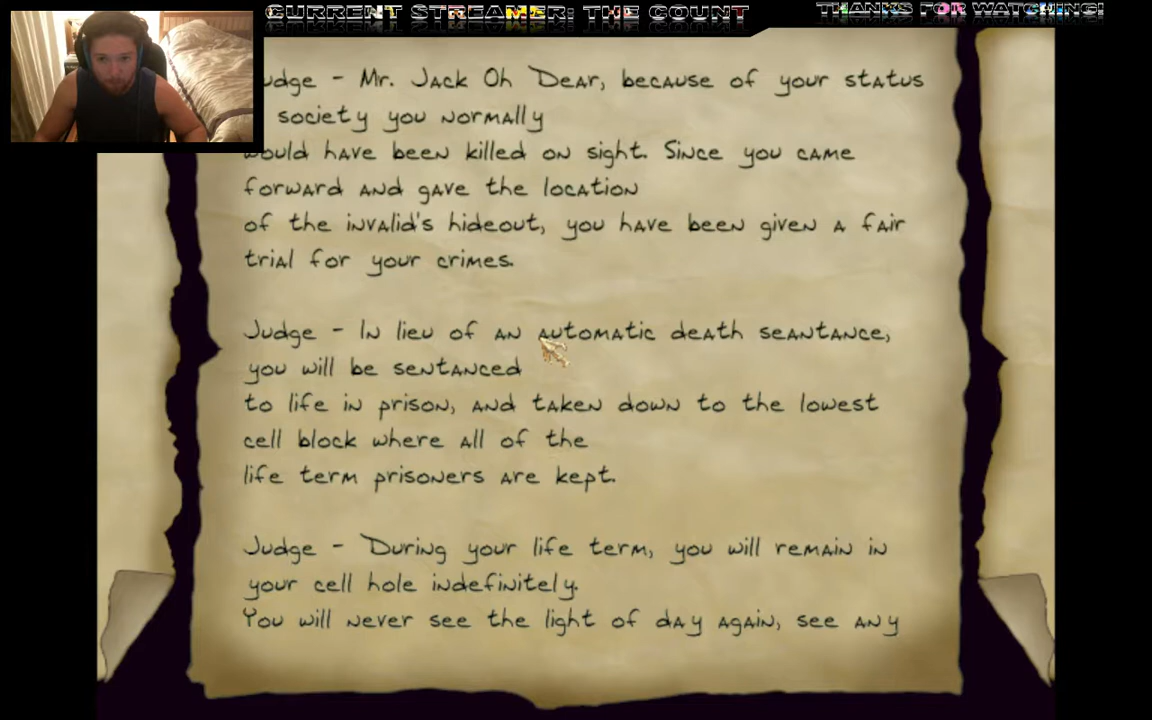 CURRENT STREAMER: THE COUNT
THANKS FOR WATCHING!
udge - Mr. Jack Oh Dear, because of your status
society you normally
would have been killed on sight. Since you came
forward and gave the location
of the invalid's hideout, you have been given a fair
trial for your crimes.
Judge - In lieu of an automatic death seantance,
you will be sentanced
to life in prison, and taken down to the lowest
cell block where all of the
life term prisoners are kept.
Judge - During your life term, you will remain in
your cell hole indefinitely.
You will never see the light of day again, see any